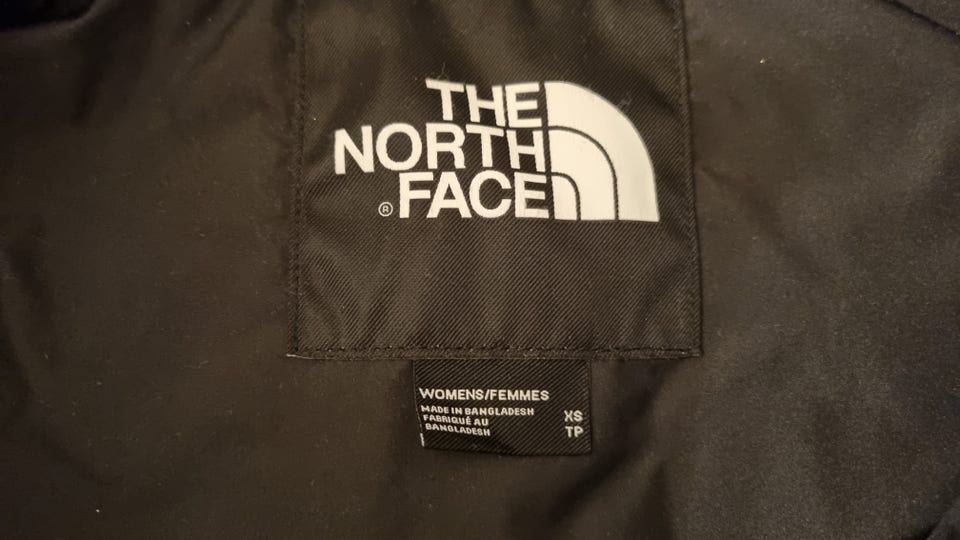 THE
NORTH
® FACE
WOMENS/FEMMES
MADE IN BANGLADESH XS
FABRIQUÉ AU
BANGLADESH TP